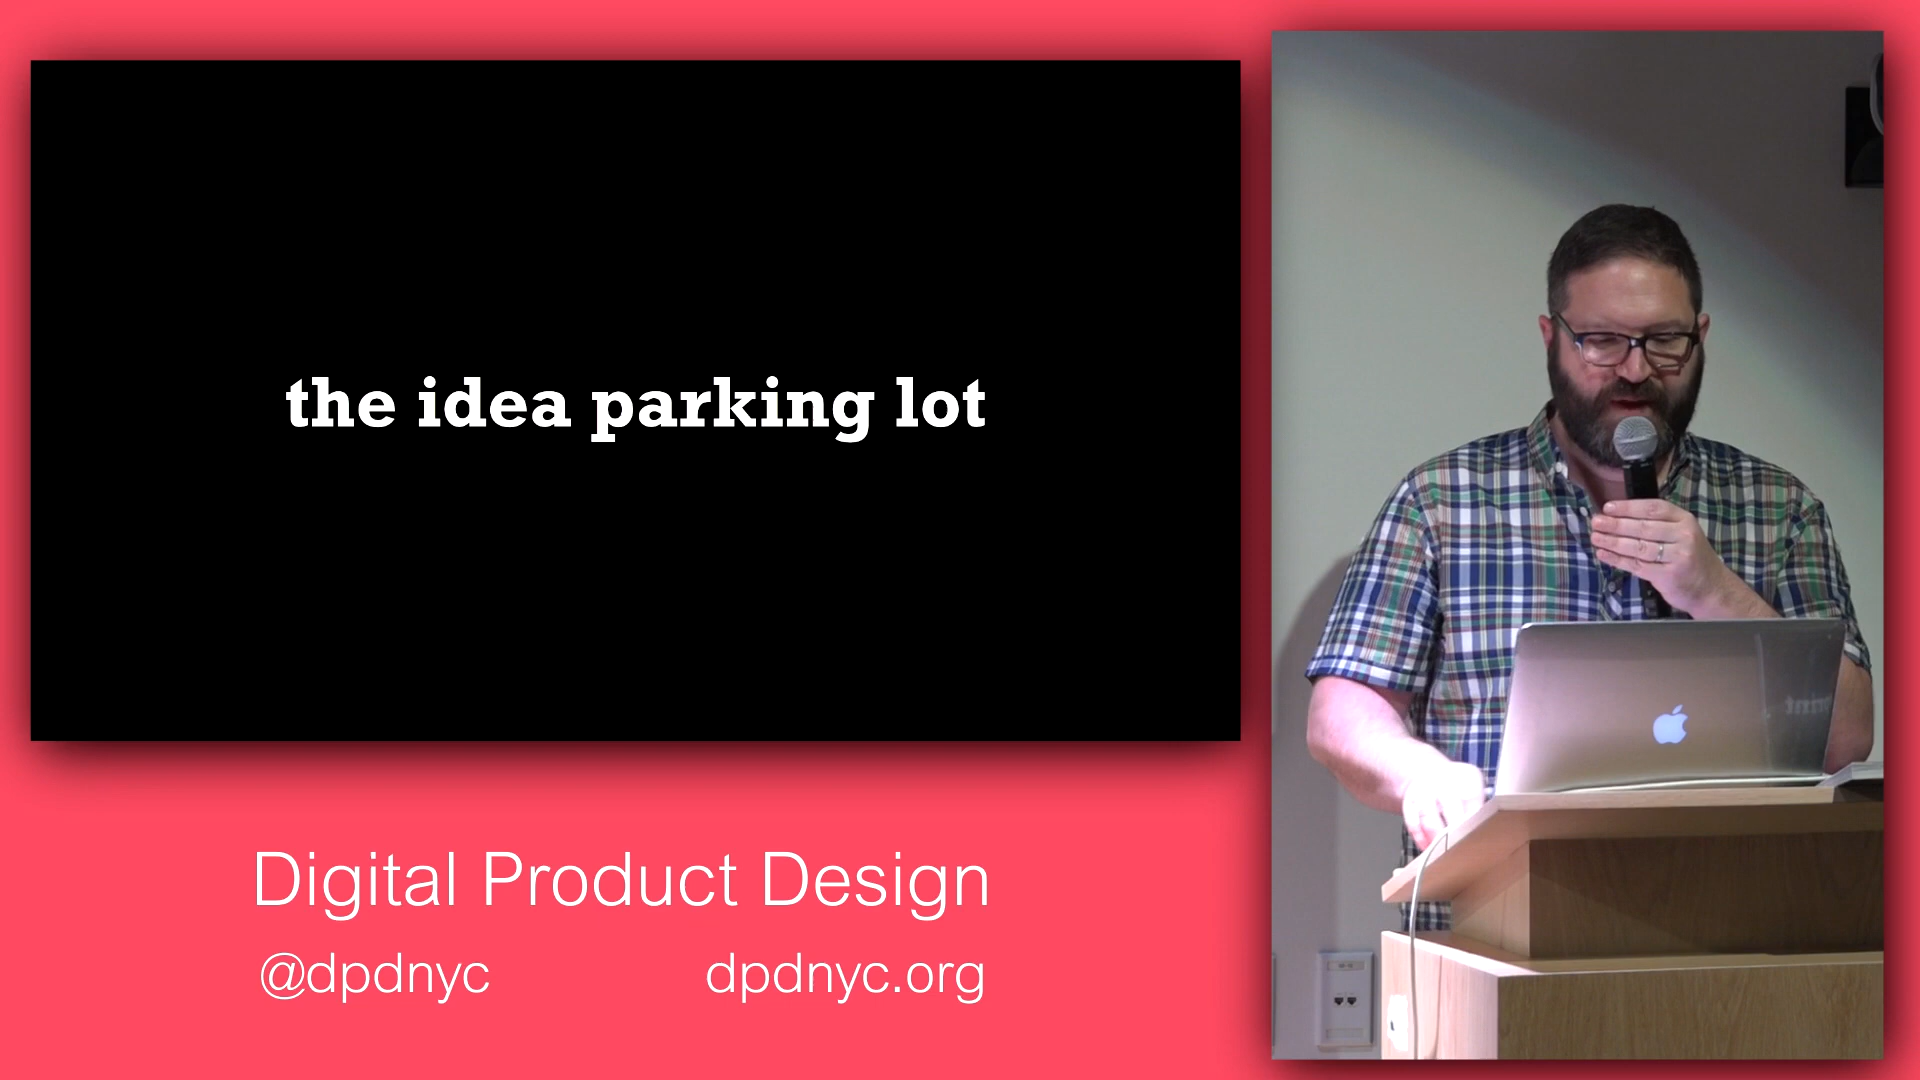 the idea parking lot
Digital Product Design
@dpdnyc
dpdnyc.org